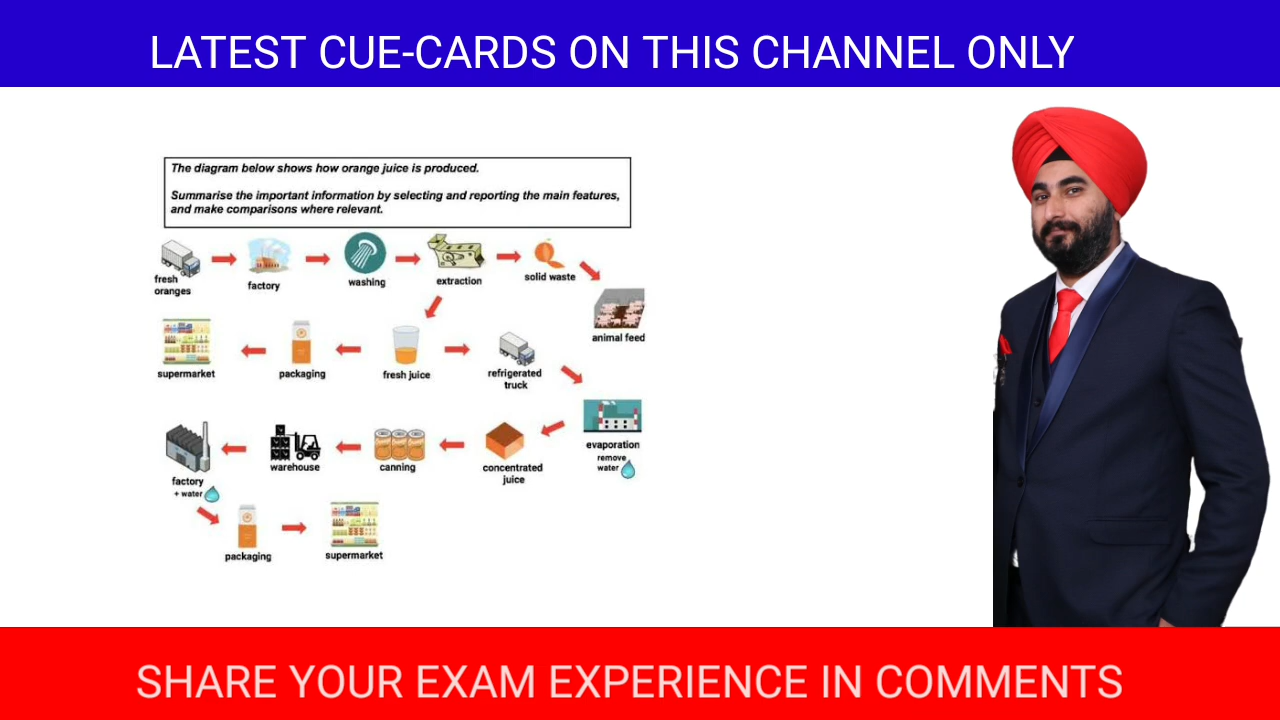 LATEST CUE-CARDS ON THIS CHANNEL ONLY
The diagram below shows how orange juice is produced.
Summarise the important information by selecting and reporting the main features,
and make comparisons where relevant.
fresh
oranges
factory
washing
extraction
solid waste
animal feed
supermarket
packaging
fresh juice
refrigerated
truck
evaporation
remove
water
factory
+ water
warehouse
canning
concentrated
juice
packaging
supermarket
SHARE YOUR EXAM EXPERIENCE IN COMMENTS